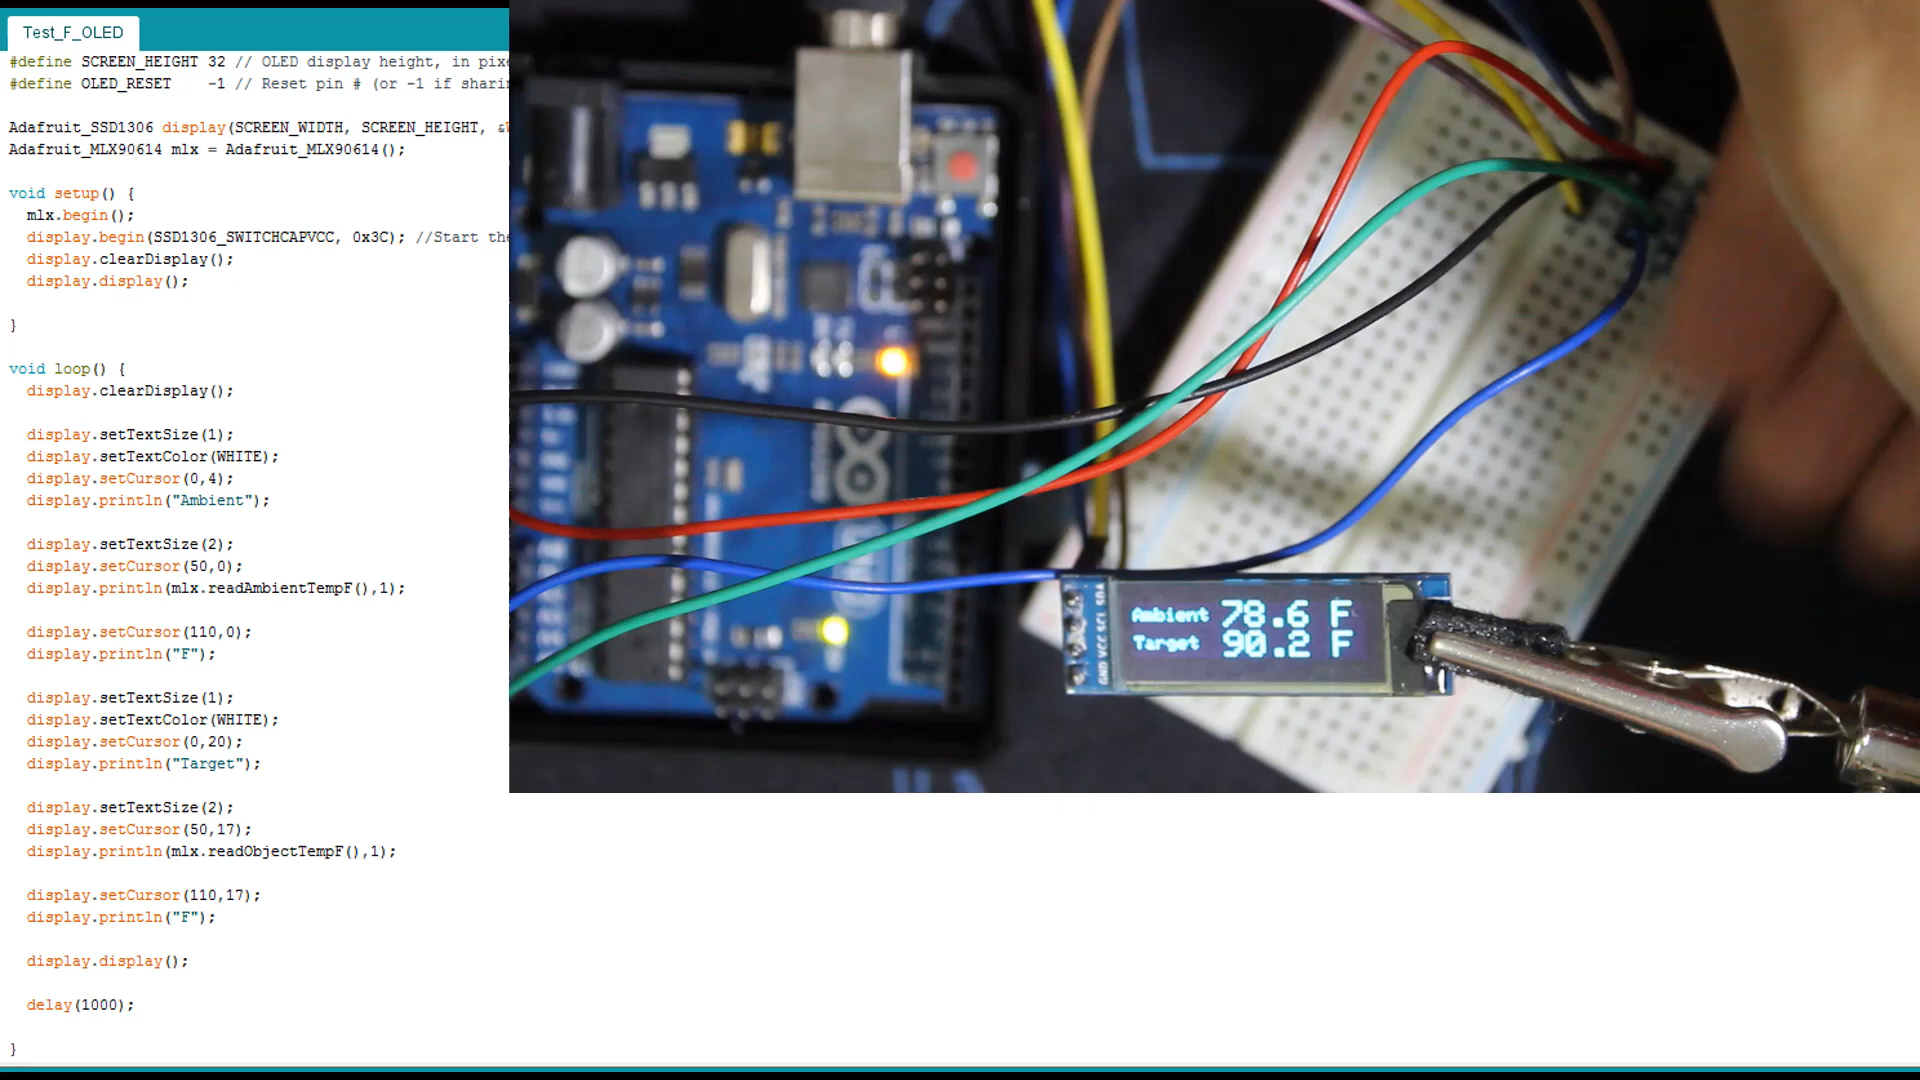 Test_F_OLED
#define SCREEN_HEIGHT 32 // OLED display height, in pixe
#define OLED_RESET    -1 // Reset pin # (or -1 if sharin
Adafruit_SSD1306 display(SCREEN_WIDTH, SCREEN_HEIGHT, &W
Adafruit_MLX90614 mlx = Adafruit_MLX90614();
void setup() {
  mlx.begin();
  display.begin(SSD1306_SWITCHCAPVCC, 0x3C); //Start the
  display.clearDisplay();
  display.display();
}
void loop() {
  display.clearDisplay();
  display.setTextSize(1);
  display.setTextColor(WHITE);
  display.setCursor(0,4);
  display.println("Ambient");
  display.setTextSize(2);
  display.setCursor(50,0);
  display.println(mlx.readAmbientTempF(),1);
  display.setCursor(110,0);
  display.println("F");
  display.setTextSize(1);
  display.setTextColor(WHITE);
  display.setCursor(0,20);
  display.println("Target");
  display.setTextSize(2);
  display.setCursor(50,17);
  display.println(mlx.readObjectTempF(),1);
  display.setCursor(110,17);
  display.println("F");
  display.display();
  delay(1000);
}
Ambient 78.6 F
Target 90.2 F
GND VCC SCL SDA